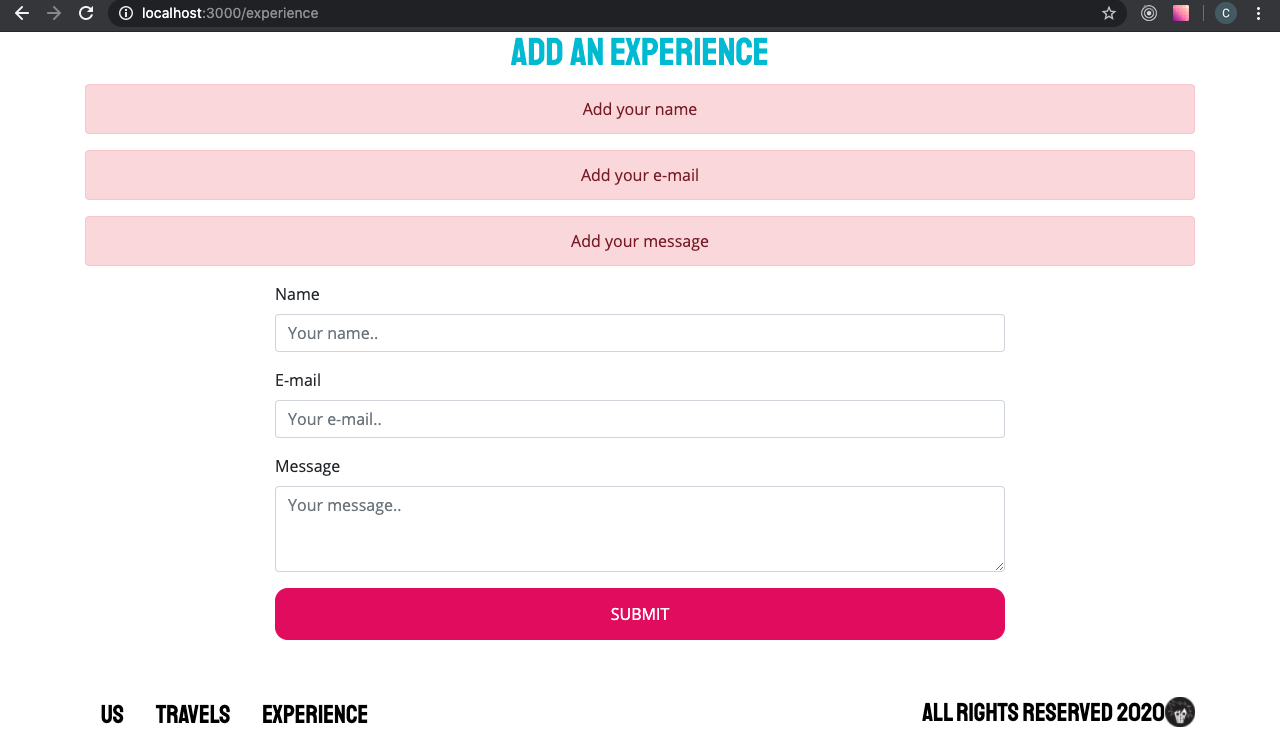 localhost:3000/experience
C
ADD AN EXPERIENCE
Add your name
Add your e-mail
Add your message
Name
Your name..
E-mail
Your e-mail..
Message
Your message..
SUBMIT
US TRAVELS EXPERIENCE ALL RIGHTS RESERVED 2020